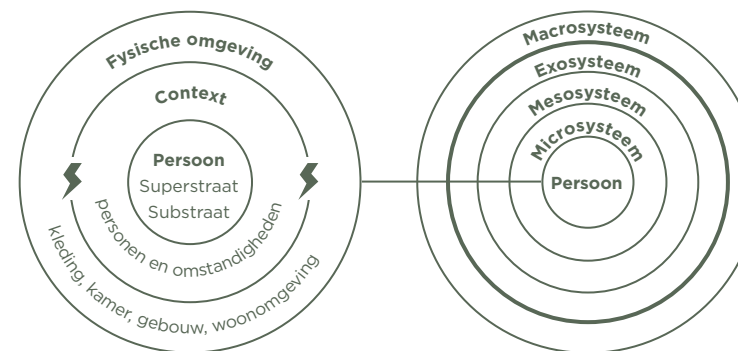 Fysische omgeving
Context
Persoon
Superstraat
Substraat
personen en omstandigheden
kleding, kamer, gebouw, woonomgeving
Macrosysteem
Exosysteem
Mesosysteem
Microsysteem
Persoon